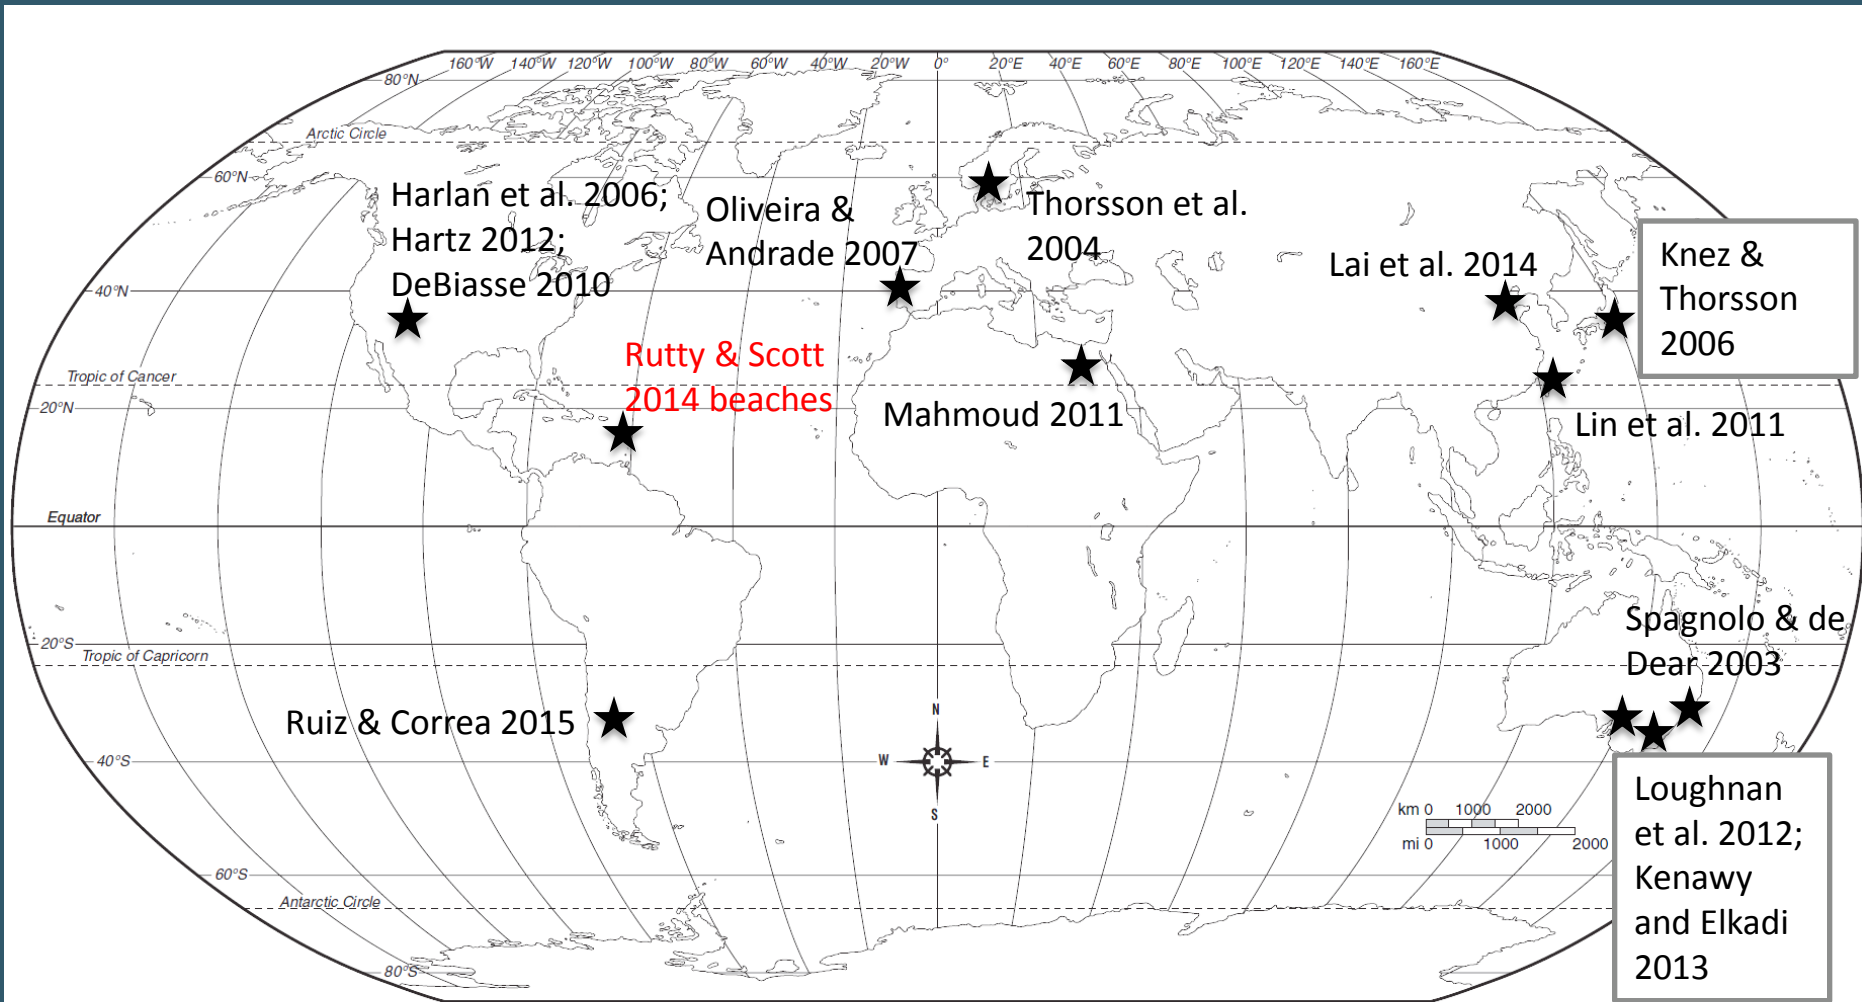 160°W 140°W 120°W 100°W 80°W 60°W 40°W 20°W 0° 20°E 40°E 60°E 80°E 100°E 120°E 140°E 160°E
80°N
Arctic Circle
60°N
Harlan et al. 2006;
Hartz 2012;
DeBiasse 2010
Oliveira &
Andrade 2007
Thorsson et al.
2004
Lai et al. 2014
Knez &
Thorsson
2006
40°N
Rutty & Scott
2014 beaches
Tropic of Cancer
20°N
Mahmoud 2011
Lin et al. 2011
Equator
Spagnolo & de
Dear 2003
20°S
Tropic of Capricorn
Ruiz & Correa 2015
N
W
E
S
40°S
Loughnan
et al. 2012;
Kenawy
and Elkadi
2013
km 0 1000 2000
mi 0 1000 2000
60°S
Antarctic Circle
80°S